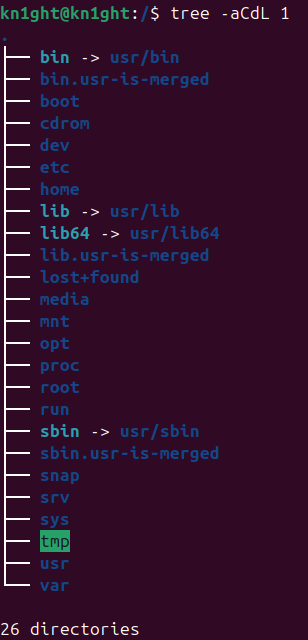 kn1ght@kn1ght:/$ tree -aCdL 1
.
├── bin -> usr/bin
├── bin.usr-is-merged
├── boot
├── cdrom
├── dev
├── etc
├── home
├── lib -> usr/lib
├── lib64 -> usr/lib64
├── lib.usr-is-merged
├── lost+found
├── media
├── mnt
├── opt
├── proc
├── root
├── run
├── sbin -> usr/sbin
├── sbin.usr-is-merged
├── snap
├── srv
├── sys
├── tmp
├── usr
└── var
26 directories